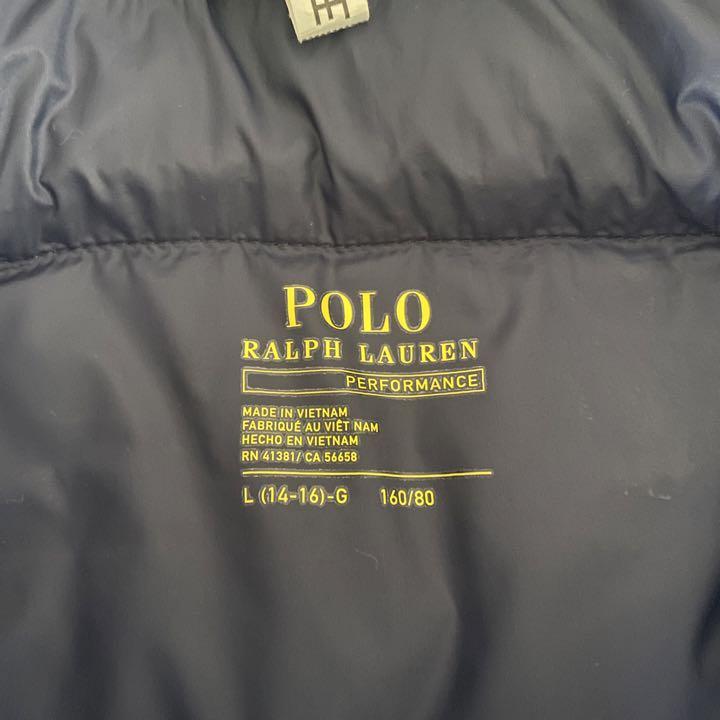 POLO
RALPH LAUREN
PERFORMANCE
MADE IN VIETNAM
FABRIQUÉ AU VIÊT NAM
HECHO EN VIETNAM
RN 41381/ CA 56658
L (14-16)-G 160/80